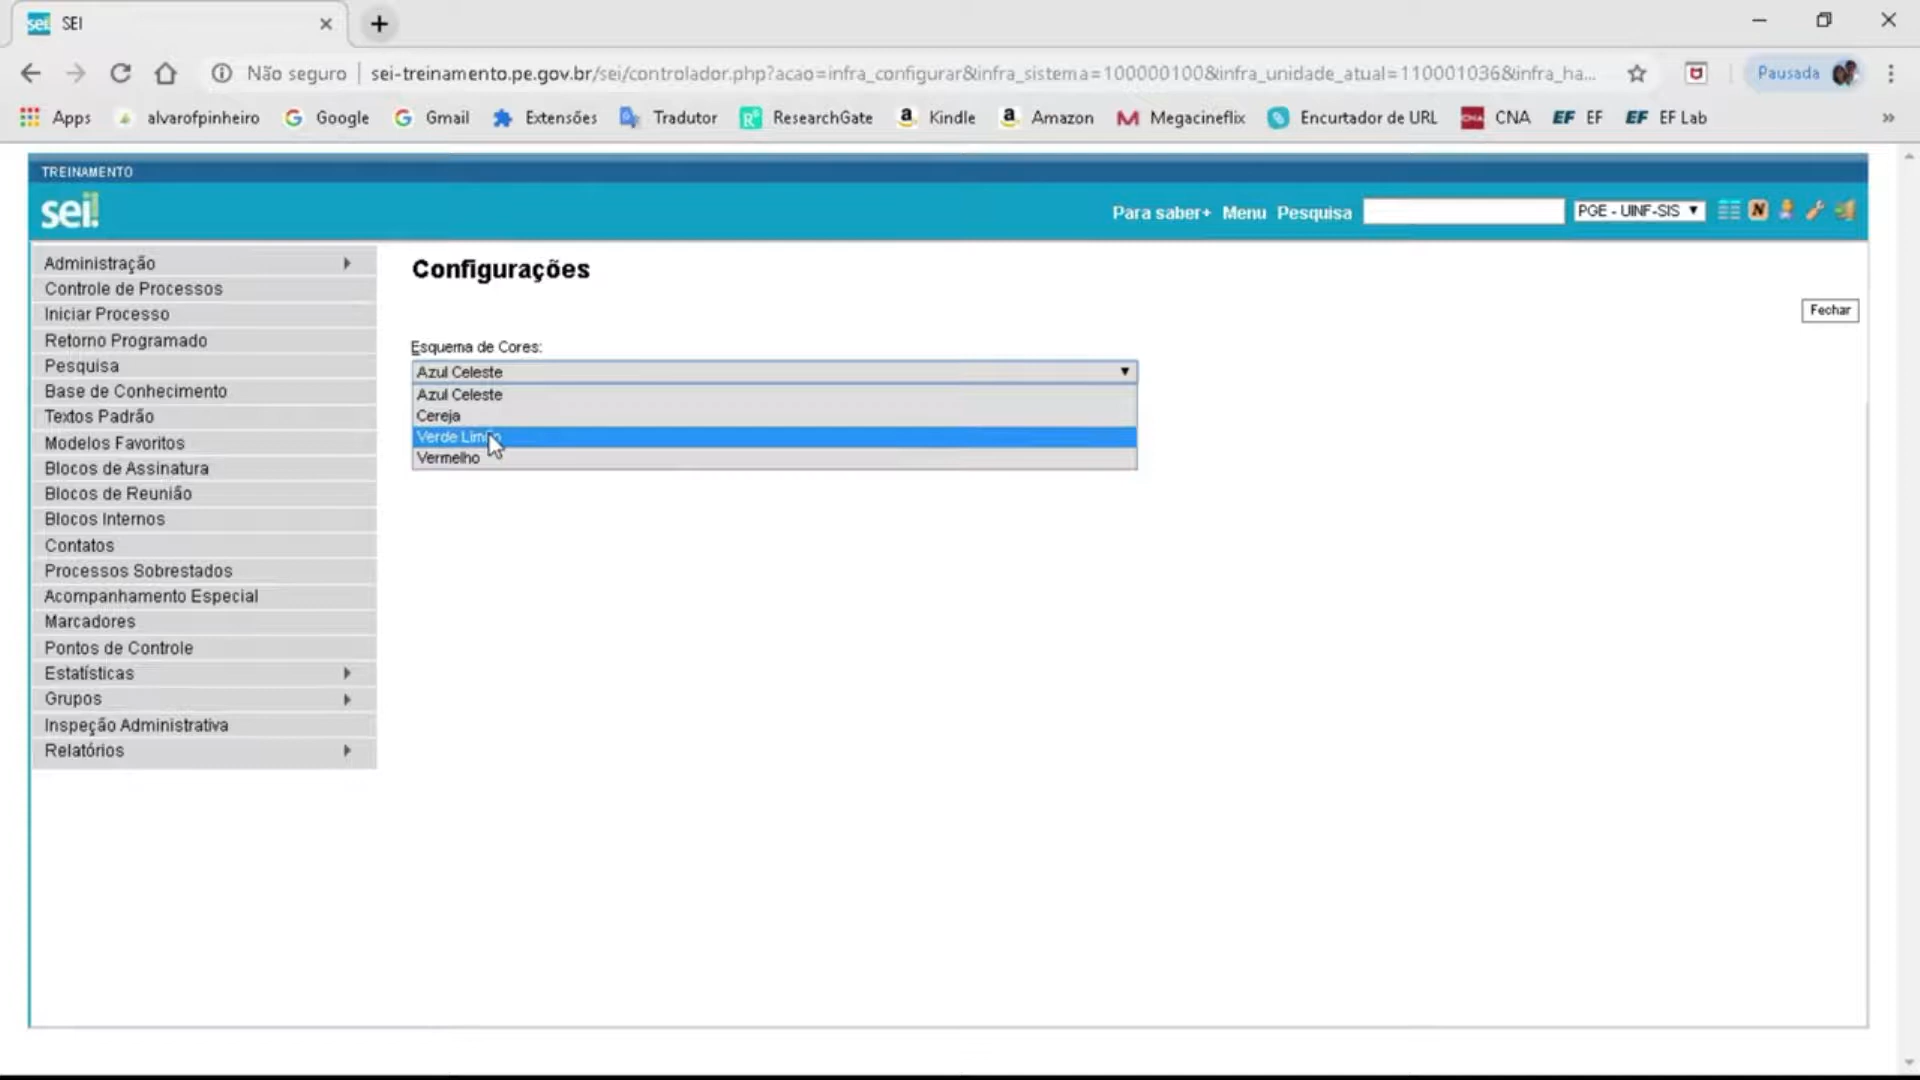 sei SEI
Não seguro sei-treinamento.pe.gov.br/sei/controlador.php?acao=infra_configurar&infra_sistema=100000100&infra_unidade_atual=110001036&infra_ha... Pausada
Apps alvarofpinheiro Google Gmail Extensões Tradutor ResearchGate Kindle Amazon Megacineflix Encurtador de URL CNA EF EF Lab »
TREINAMENTO
sei! Para saber+ Menu Pesquisa PGE - UINF-SIS N
Administração
Controle de Processos
Iniciar Processo
Retorno Programado
Pesquisa
Base de Conhecimento
Textos Padrão
Modelos Favoritos
Blocos de Assinatura
Blocos de Reunião
Blocos Internos
Contatos
Processos Sobrestados
Acompanhamento Especial
Marcadores
Pontos de Controle
Estatísticas
Grupos
Inspeção Administrativa
Relatórios
Configurações
Fechar
Esquema de Cores:
Azul Celeste
Azul Celeste
Cereja
Verde Limão
Vermelho